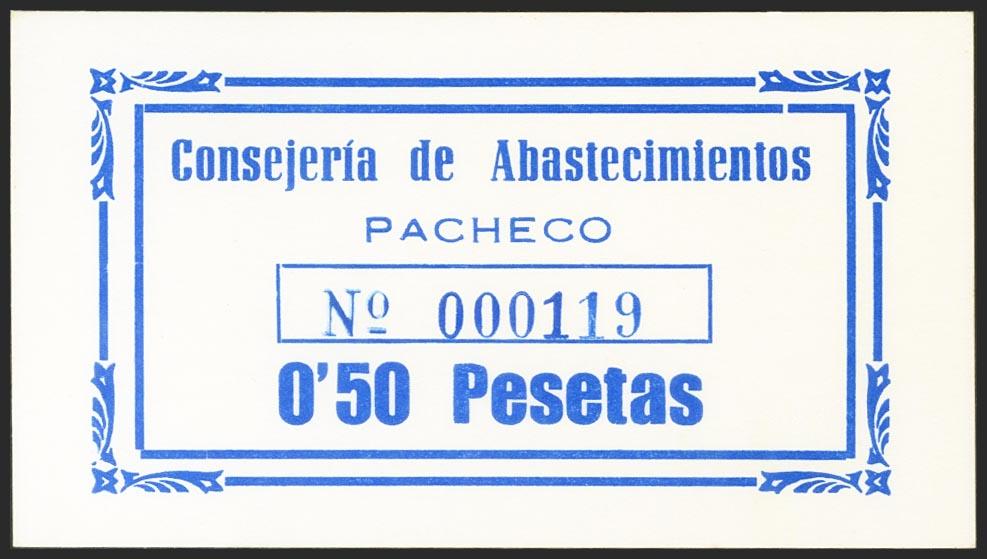 Consejería de Abastecimientos
PACHECO
Nº 000119
0'50 Pesetas